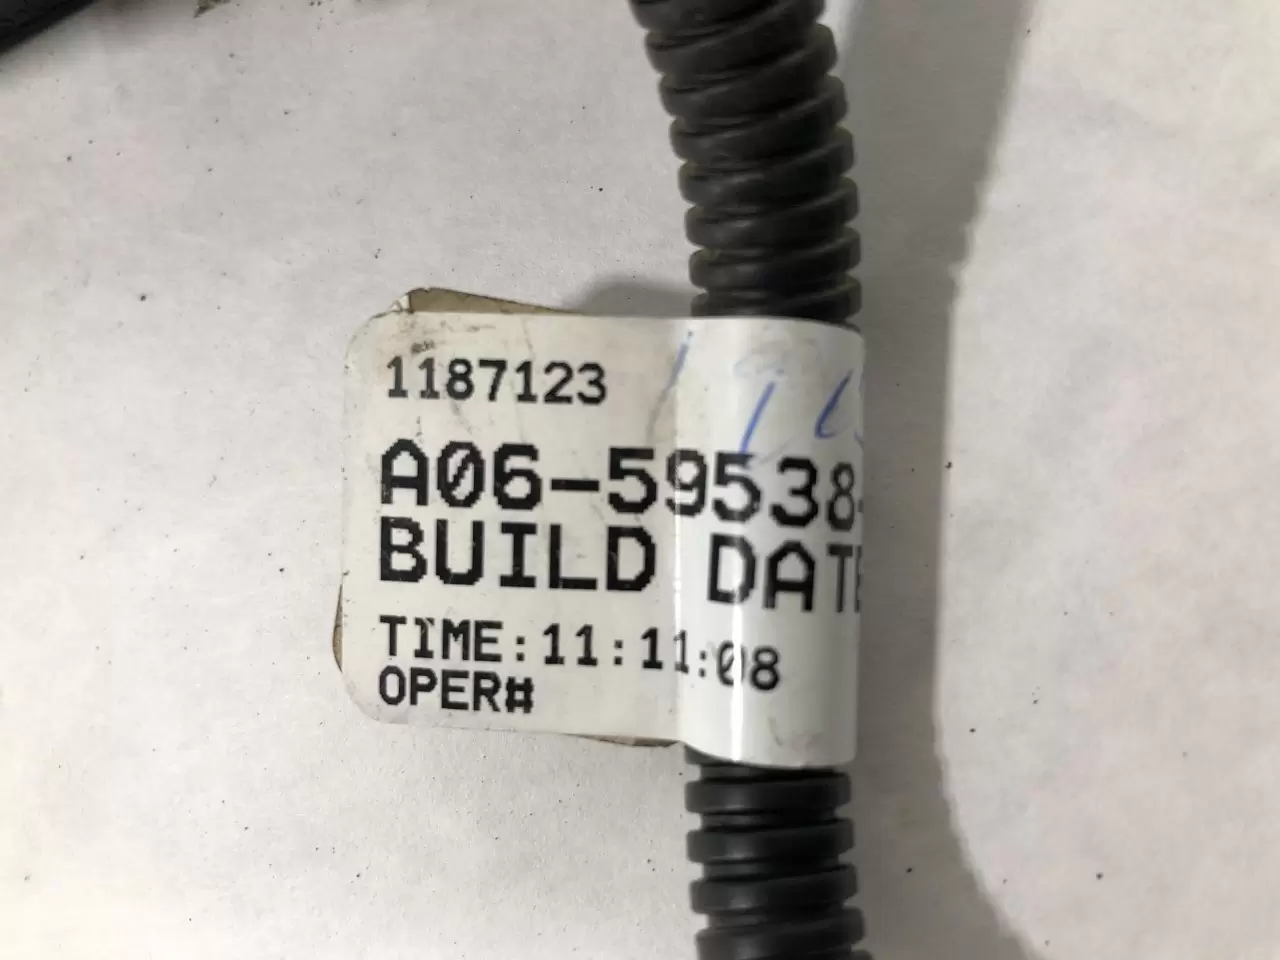 1187123
A06-59538-
BUILD DATE
TIME:11:11:08
OPER#